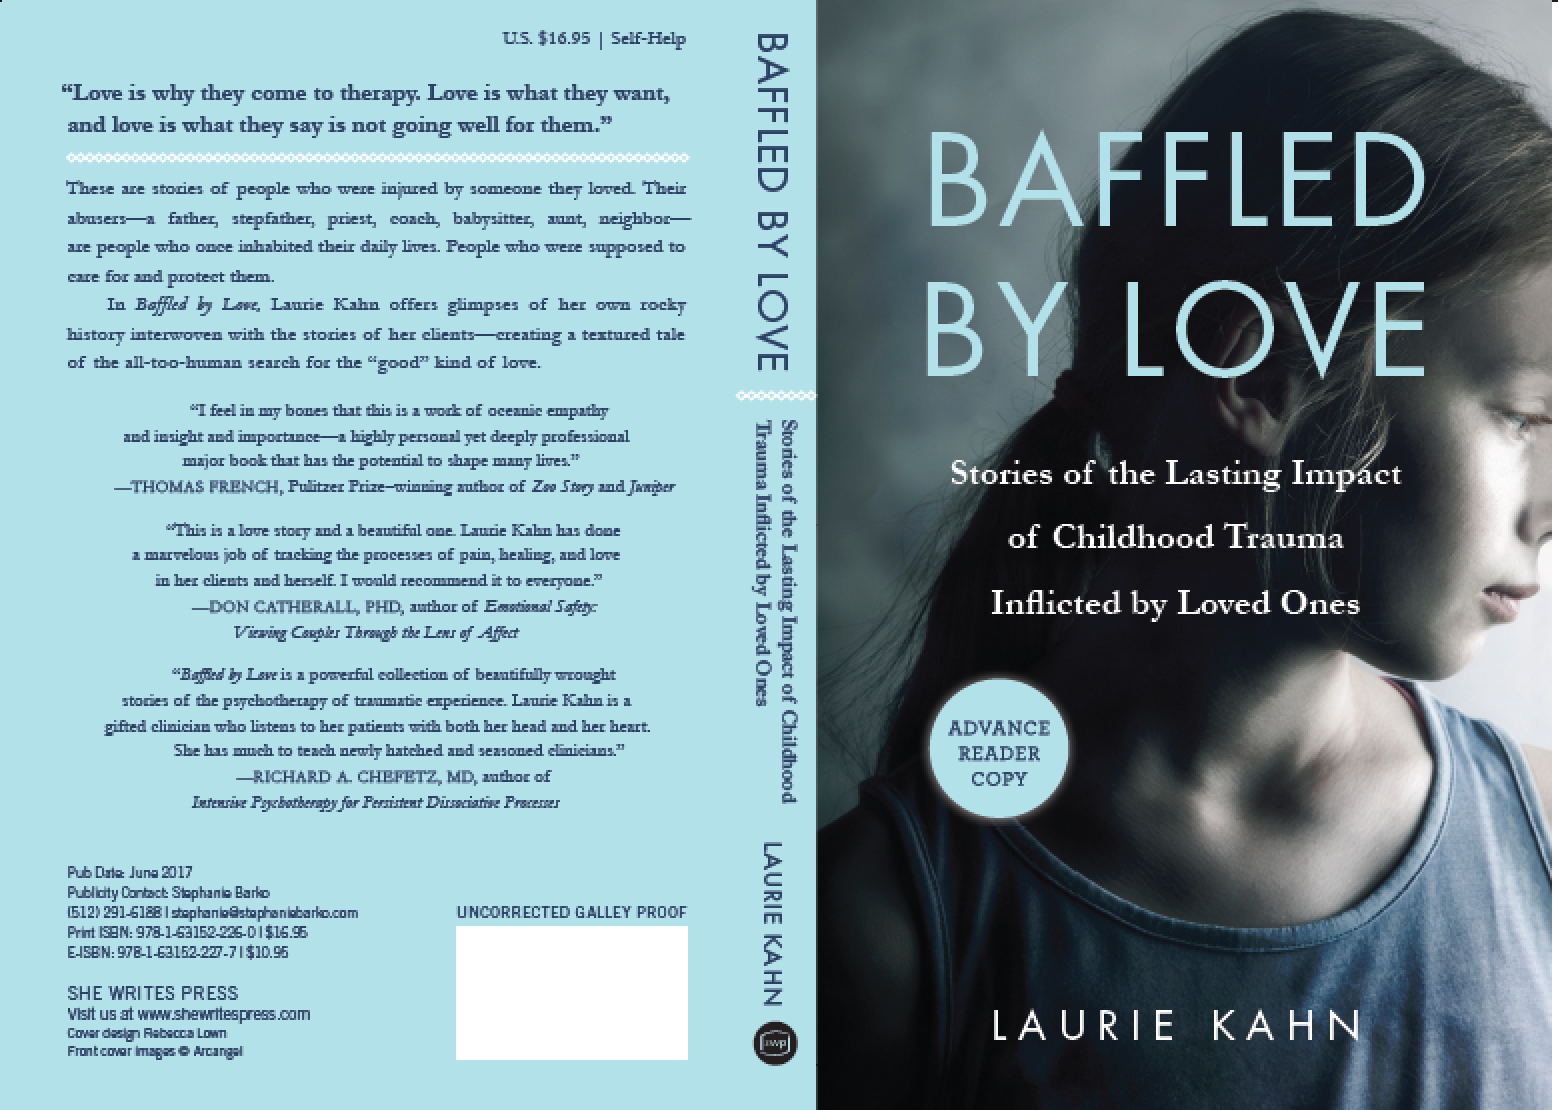 U.S. $16.95 | Self-Help
“Love is why they come to therapy. Love is what they want,
and love is what they say is not going well for them.”
These are stories of people who were injured by someone they loved. Their
abusers—a father, stepfather, priest, coach, babysitter, aunt, neighbor—
are people who once inhabited their daily lives. People who were supposed to
care for and protect them.
In Baffled by Love, Laurie Kahn offers glimpses of her own rocky
history interwoven with the stories of her clients—creating a textured tale
of the all-too-human search for the “good” kind of love.
“I feel in my bones that this is a work of oceanic empathy
and insight and importance—a highly personal yet deeply professional
major book that has the potential to shape many lives.”
—THOMAS FRENCH, Pulitzer Prize–winning author of Zoo Story and Juniper
“This is a love story and a beautiful one. Laurie Kahn has done
a marvelous job of tracking the processes of pain, healing, and love
in her clients and herself. I would recommend it to everyone.”
—DON CATHERALL, PHD, author of Emotional Safety:
Viewing Couples Through the Lens of Affect
“Baffled by Love is a powerful collection of beautifully wrought
stories of the psychotherapy of traumatic experience. Laurie Kahn is a
gifted clinician who listens to her patients with both her head and her heart.
She has much to teach newly hatched and seasoned clinicians.”
—RICHARD A. CHEFETZ, MD, author of
Intensive Psychotherapy for Persistent Dissociative Processes
Pub Date: June 2017
Publicity Contact: Stephanie Barko
(512) 291-6188 | stephanie@stephaniebarko.com
Print ISBN: 978-1-63152-226-0 | $16.95
E-ISBN: 978-1-63152-227-7 | $10.95
SHE WRITES PRESS
Visit us at www.shewritespress.com
Cover design Rebecca Lown
Front cover images © Arcangel
UNCORRECTED GALLEY PROOF
BAFFLED BY LOVE
Stories of the Lasting Impact of Childhood
Trauma Inflicted by Loved Ones
LAURIE KAHN
swp
BAFFLED
BY LOVE
Stories of the Lasting Impact
of Childhood Trauma
Inflicted by Loved Ones
ADVANCE
READER
COPY
LAURIE KAHN